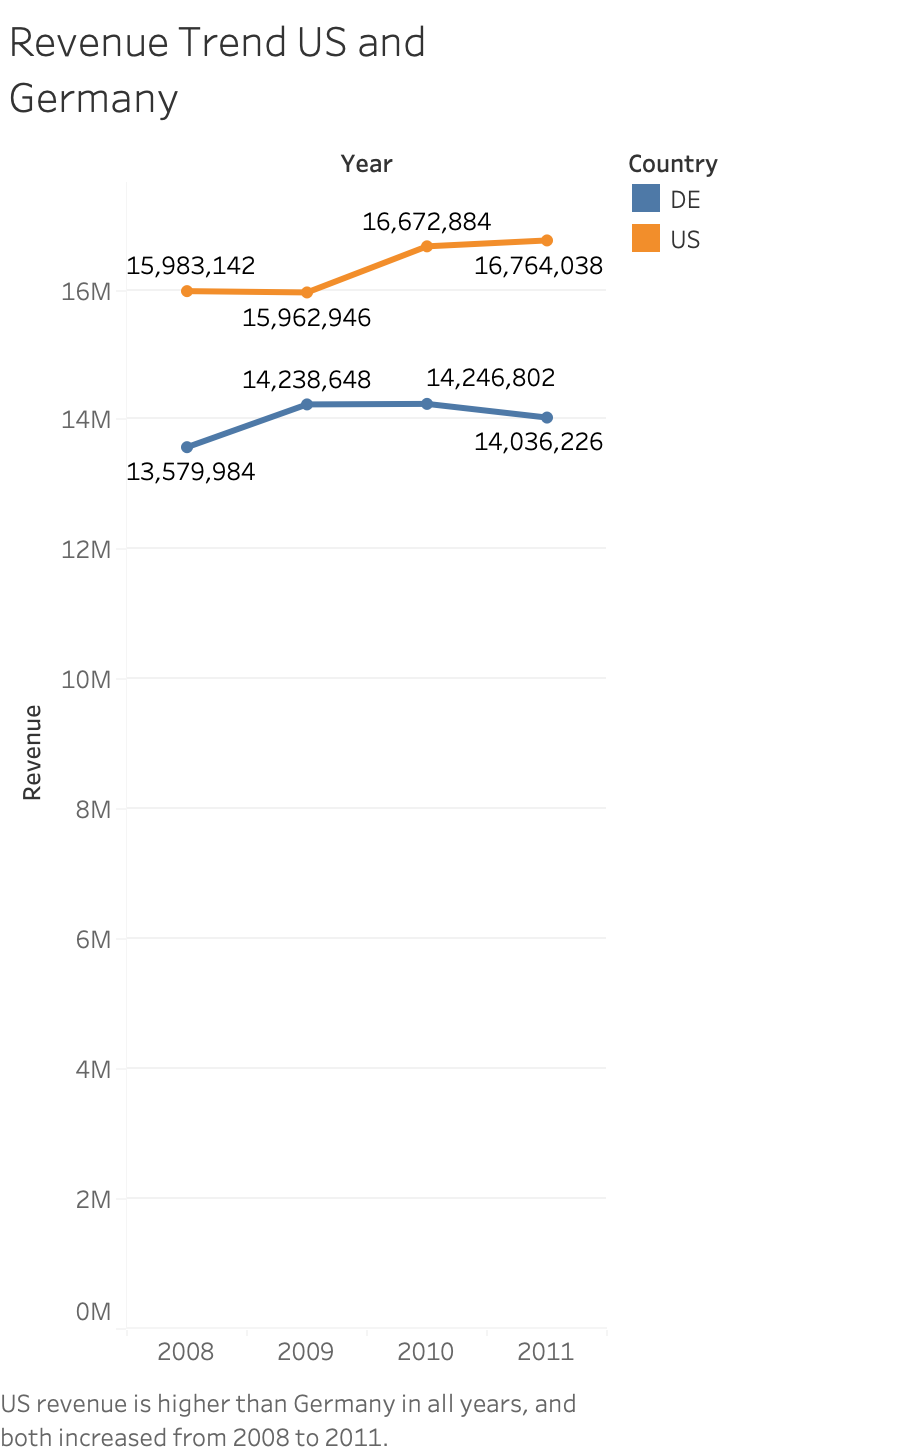 Revenue Trend US and
Germany
Year
Country
DE
US
16,672,884
15,983,142
16,764,038
16M
15,962,946
14,238,648
14,246,802
14M
14,036,226
13,579,984
12M
10M
Revenue
8M
6M
4M
2M
0M
2008 2009 2010 2011
US revenue is higher than Germany in all years, and
both increased from 2008 to 2011.